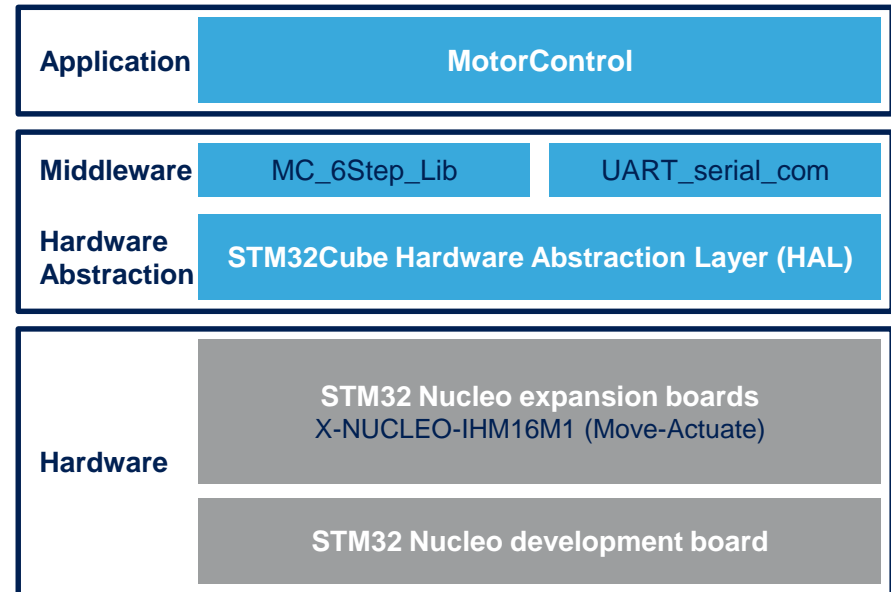 Application
MotorControl
Middleware
MC_6Step_Lib
UART_serial_com
Hardware
Abstraction
STM32Cube Hardware Abstraction Layer (HAL)
Hardware
STM32 Nucleo expansion boards
X-NUCLEO-IHM16M1 (Move-Actuate)
STM32 Nucleo development board